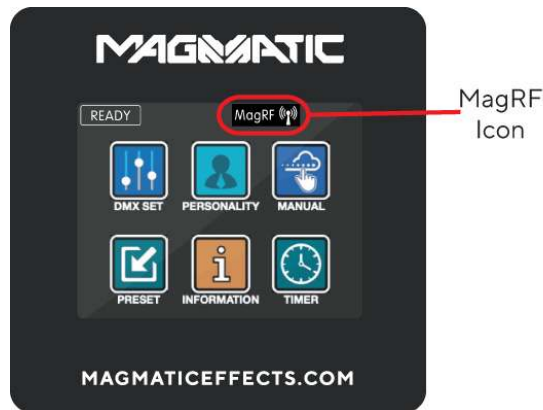 MAGMATIC
READY
MagRF
MagRF
Icon
DMX SET PERSONALITY MANUAL
PRESET INFORMATION TIMER
MAGMATICEFFECTS.COM